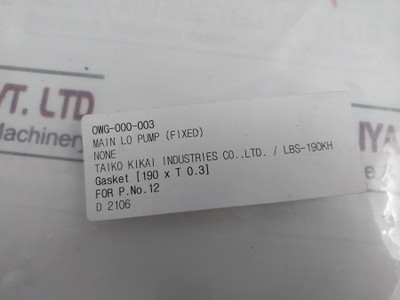 VT. LTD
Machinery
IYA
OWG-000-003
MAIN LO PUMP (FIXED)
NONE
TAIKO KIKAI INDUSTRIES CO.,LTD. / LBS-190KH
Gasket [190 x T 0.3]
FOR P.No.12
D 2106